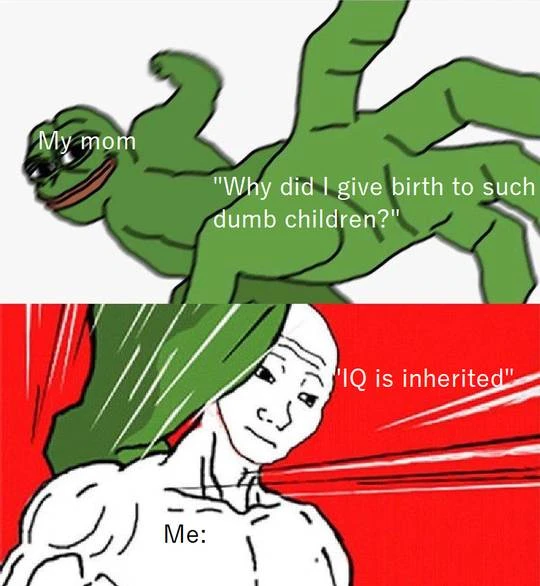 My mom
"Why did I give birth to such
dumb children?"
"IQ is inherited"
Me: